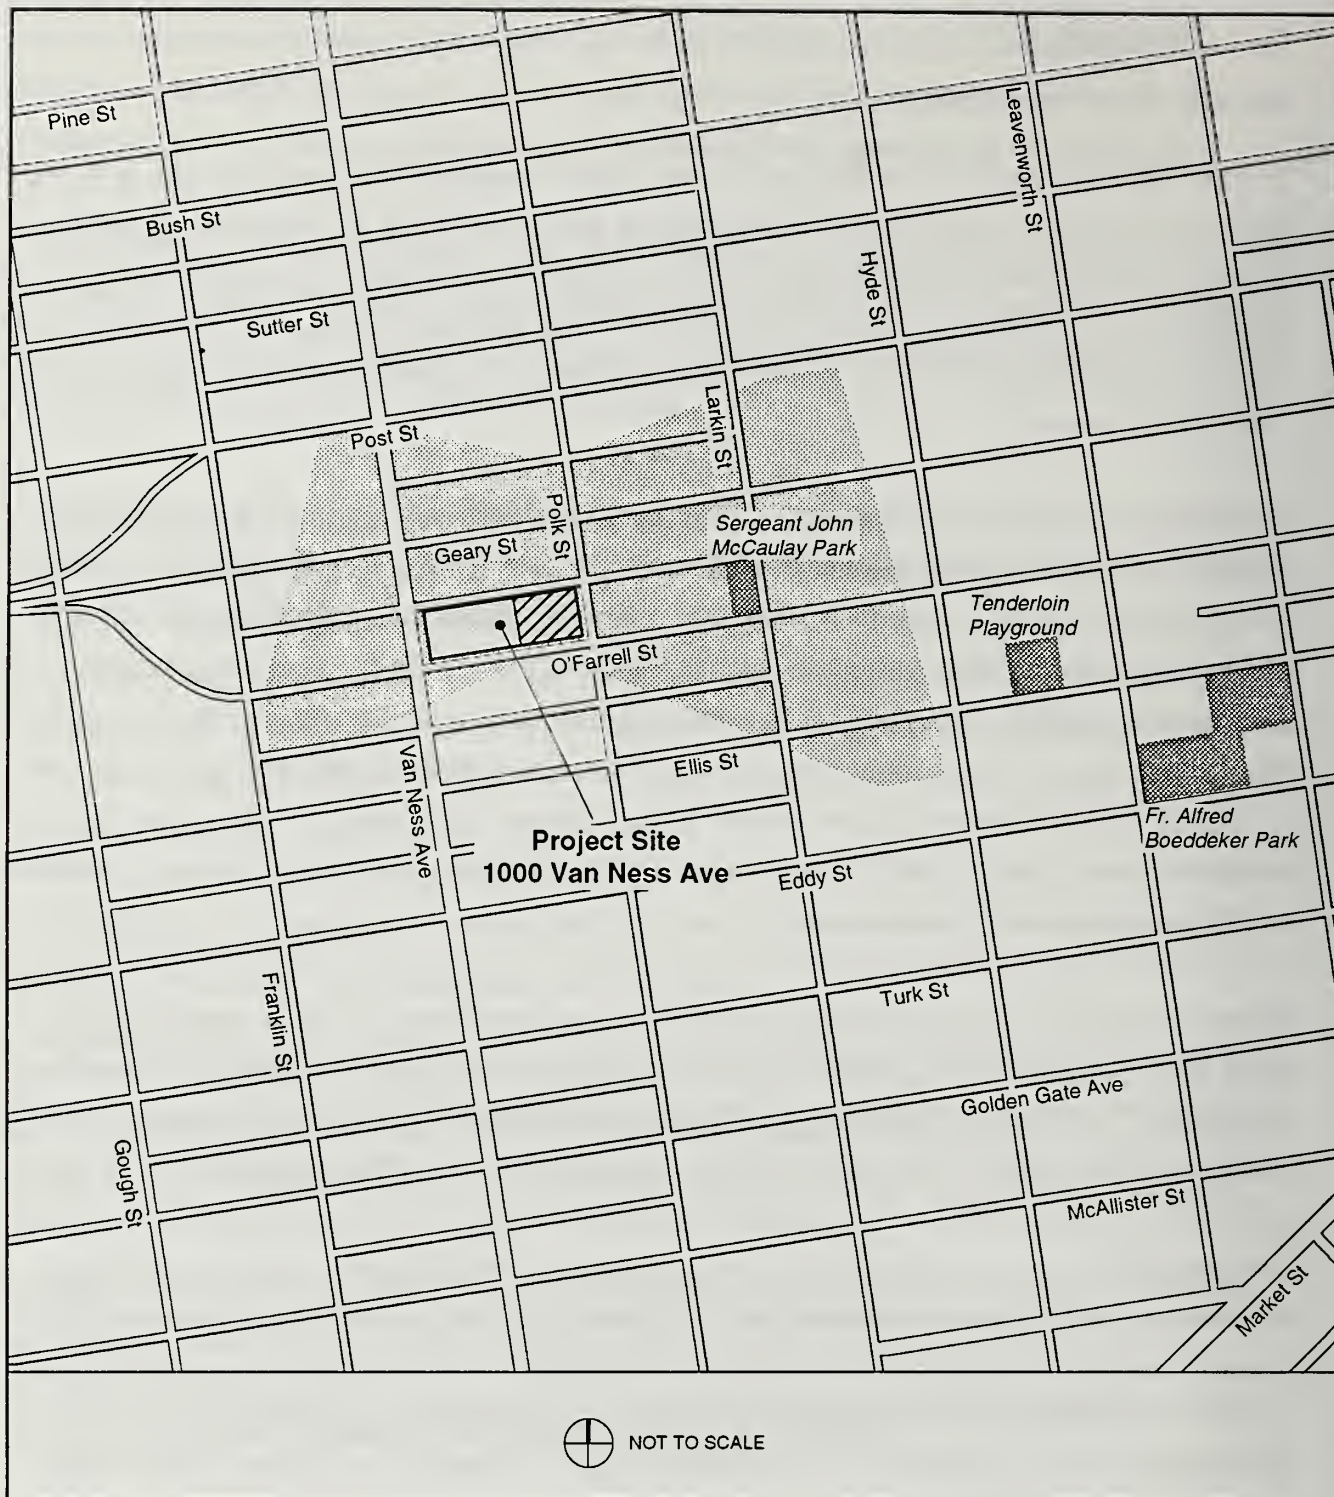 Pine St
Leavenworth St
Bush St
Hyde St
Sutter St
Larkin St
Post St
Polk St
Geary St
Sergeant John
McCaulay Park
Tenderloin
Playground
O'Farrell St
Van Ness Ave
Ellis St
Project Site
1000 Van Ness Ave
Fr. Alfred
Boeddeker Park
Eddy St
Franklin St
Turk St
Golden Gate Ave
Gough St
McAllister St
Market St
NOT TO SCALE